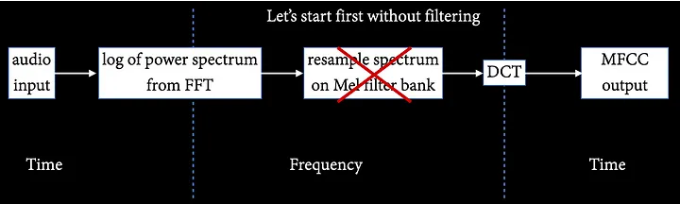 Let's start first without filtering
audio
input
log of power spectrum
from FFT
resample spectrum
on Mel filter bank
DCT
MFCC
output
Time
Frequency
Time